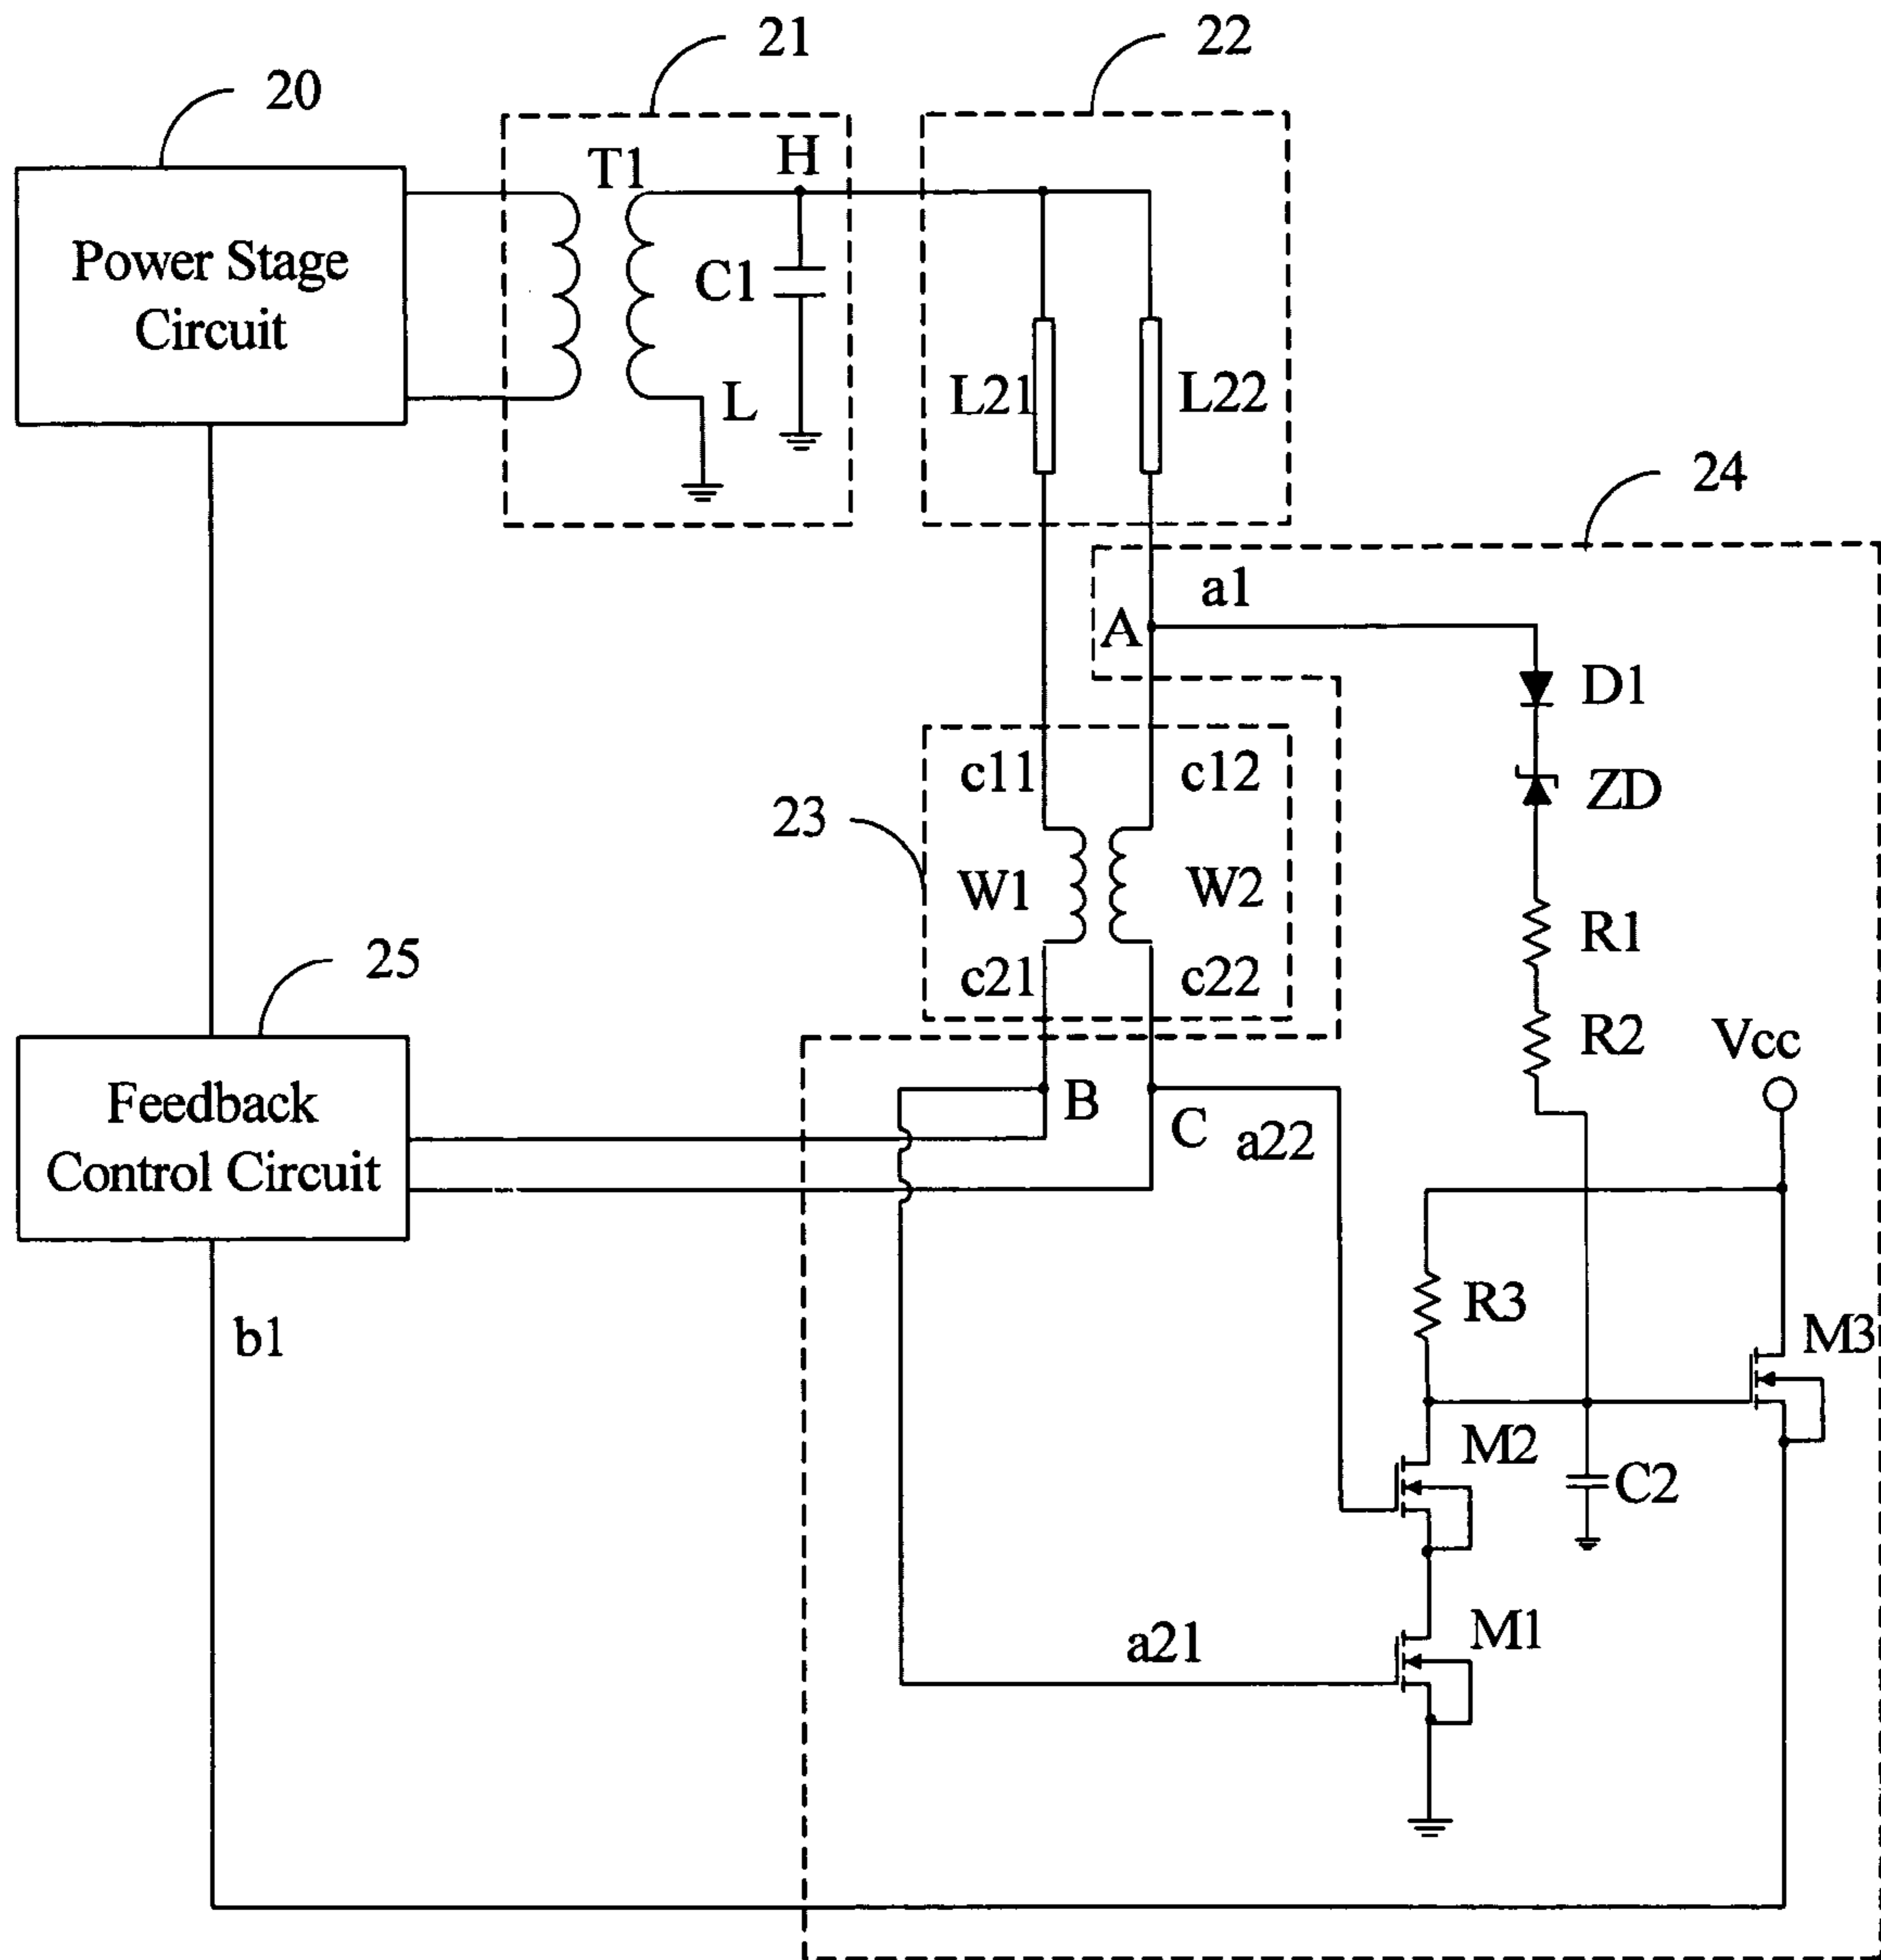 21
22
20
T1
H
Power Stage
Circuit
C1
L
L21
L22
24
a1
A
D1
c11
c12
ZD
23
W1
W2
R1
25
c21
c22
R2
Vcc
Feedback
Control Circuit
B
C
a22
b1
R3
M3
M2
C2
a21
M1